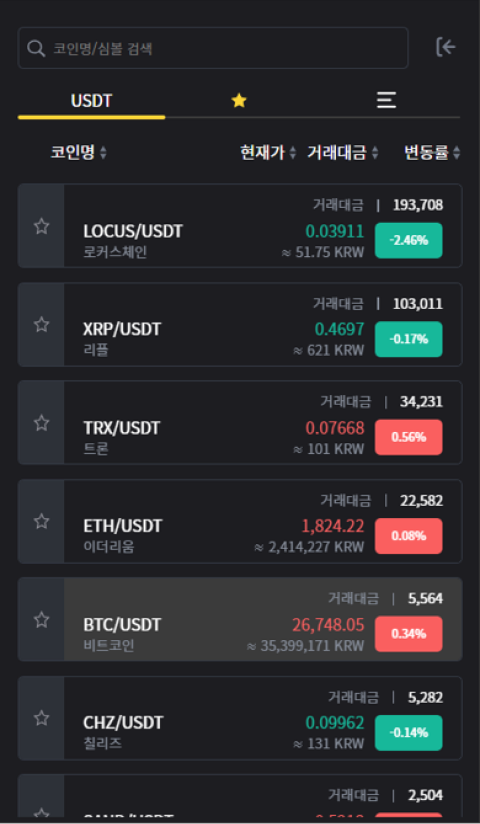 코인명/심볼 검색
USDT
코인명 현재가 거래대금 변동률
거래대금 | 193,708
LOCUS/USDT 0.03911 -2.46%
로커스체인 ≈ 51.75 KRW
거래대금 | 103,011
XRP/USDT 0.4697 -0.17%
리플 ≈ 621 KRW
거래대금 | 34,231
TRX/USDT 0.07668 0.56%
트론 ≈ 101 KRW
거래대금 | 22,582
ETH/USDT 1,824.22 0.08%
이더리움 ≈ 2,414,227 KRW
거래대금 | 5,564
BTC/USDT 26,748.05 0.34%
비트코인 ≈ 35,399,171 KRW
거래대금 | 5,282
CHZ/USDT 0.09962 -0.14%
칠리즈 ≈ 131 KRW
거래대금 | 2,504